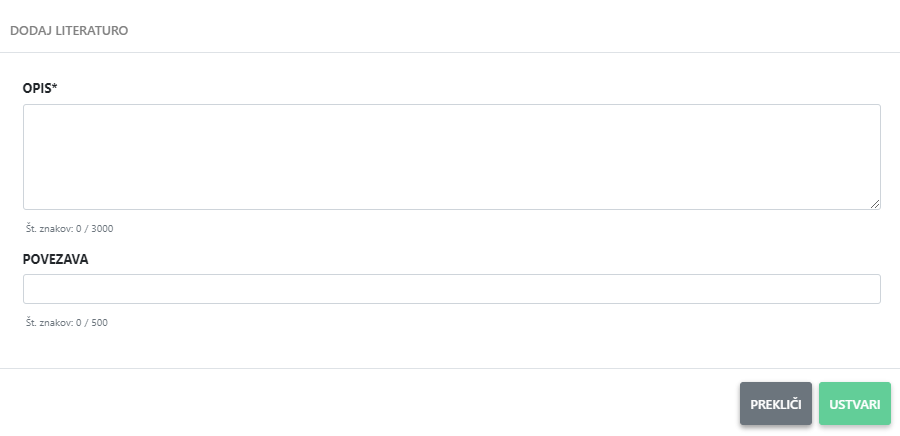 DODAJ LITERATURO
OPIS*
Št. znakov: 0 / 3000
POVEZAVA
Št. znakov: 0 / 500
PREKLIČI USTVARI